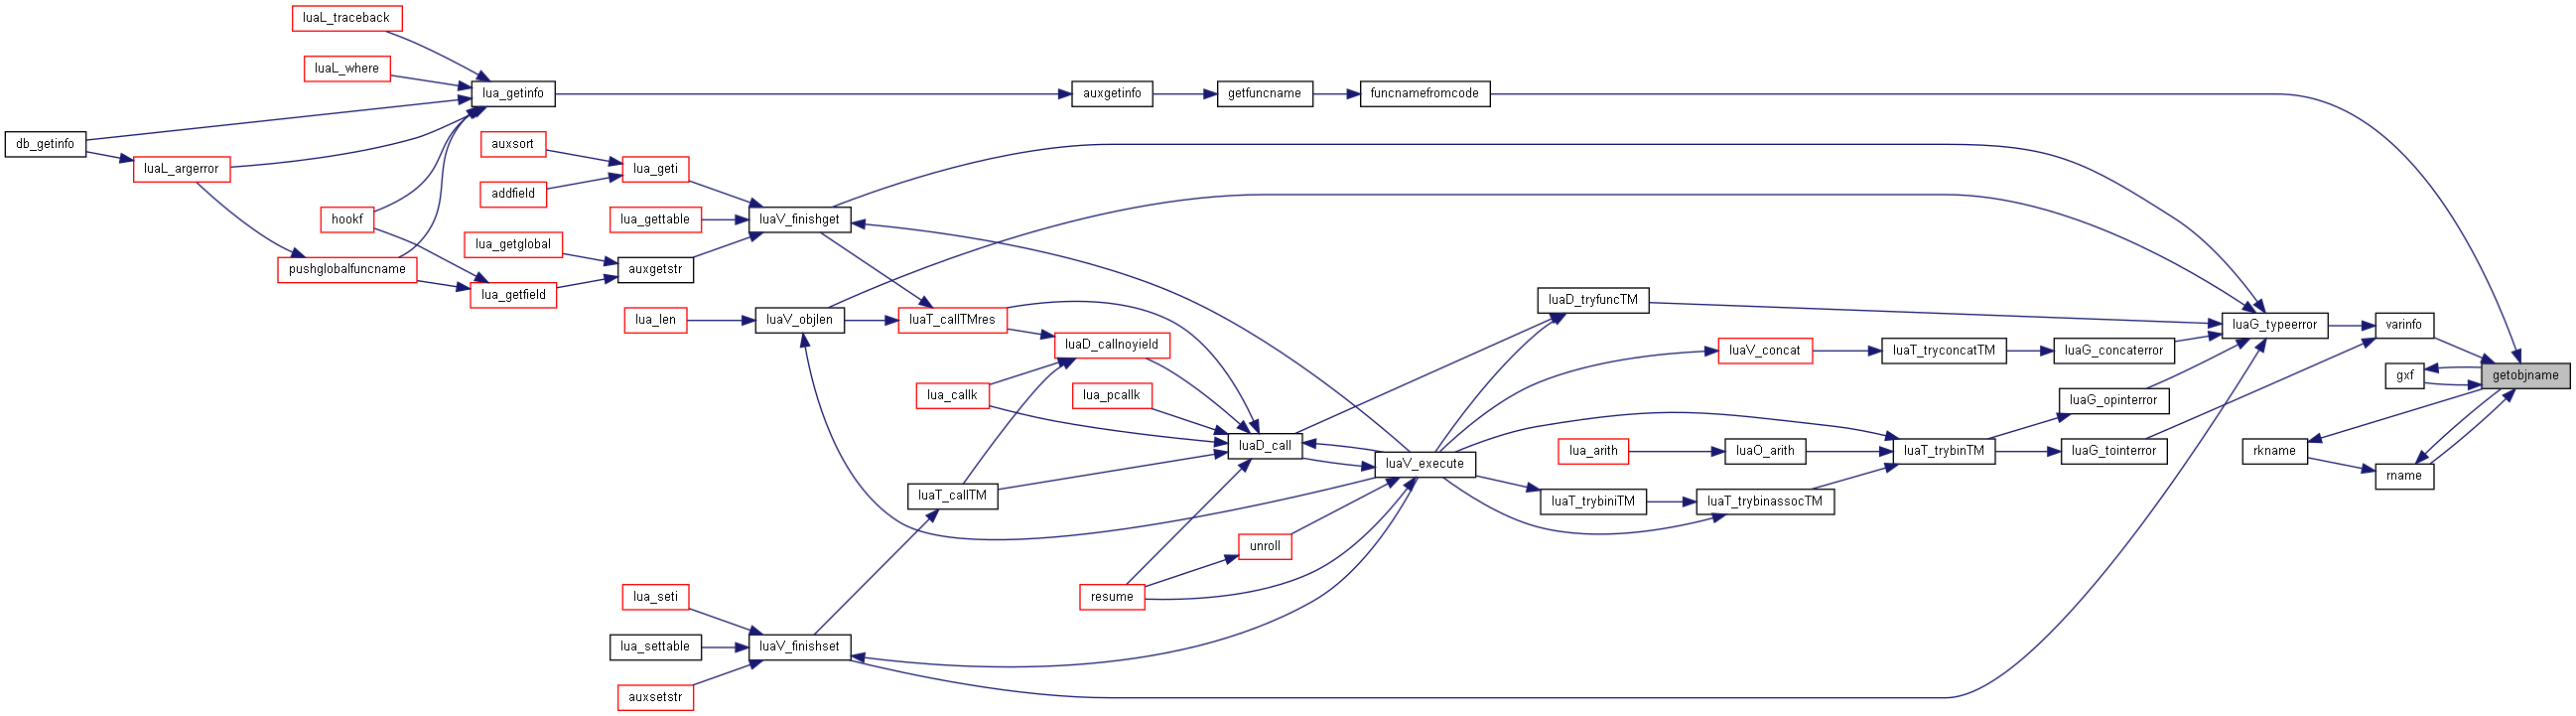 luaL_traceback
luaL_where
lua_getinfo
auxgetinfo
getfuncname
funcnamefromcode
db_getinfo
luaL_argerror
auxsort
lua_geti
addfield
hookf
lua_gettable
luaV_finishget
lua_getglobal
pushglobalfuncname
auxgetstr
lua_getfield
luaD_tryfuncTM
lua_len
luaV_objlen
luaT_callTMres
luaG_typeerror
varinfo
luaD_callnoyield
luaV_concat
luaT_tryconcatTM
luaG_concaterror
gxf
getobjname
lua_callk
lua_pcallk
luaG_opinterror
luaD_call
lua_arith
luaO_arith
luaT_trybinTM
luaG_tointerror
rkname
luaV_execute
rname
luaT_callTM
luaT_trybiniTM
luaT_trybinassocTM
unroll
lua_seti
resume
lua_settable
luaV_finishset
auxsetstr